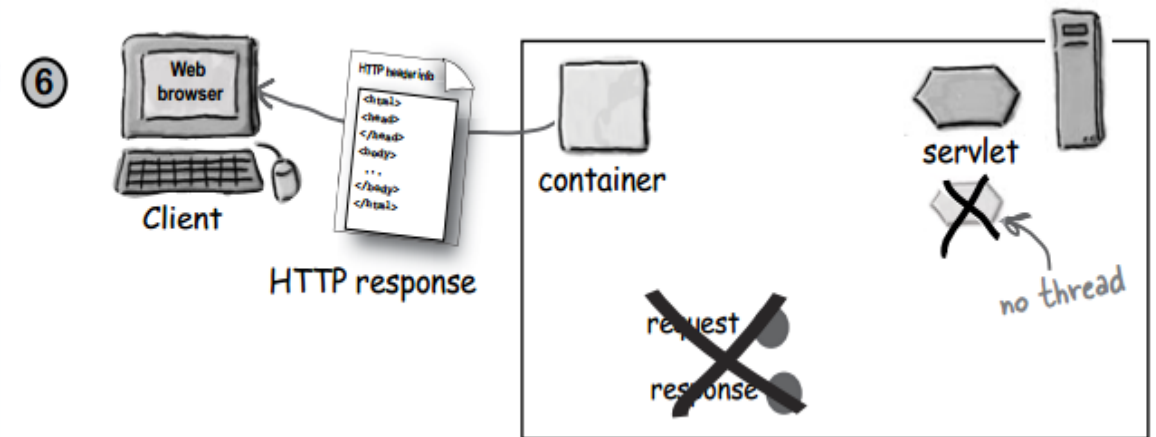 6
Web
browser
Client
HTTP header info
<html>
<head>
</head>
<body>
...
</body>
</html>
HTTP response
container
servlet
no thread
request
response